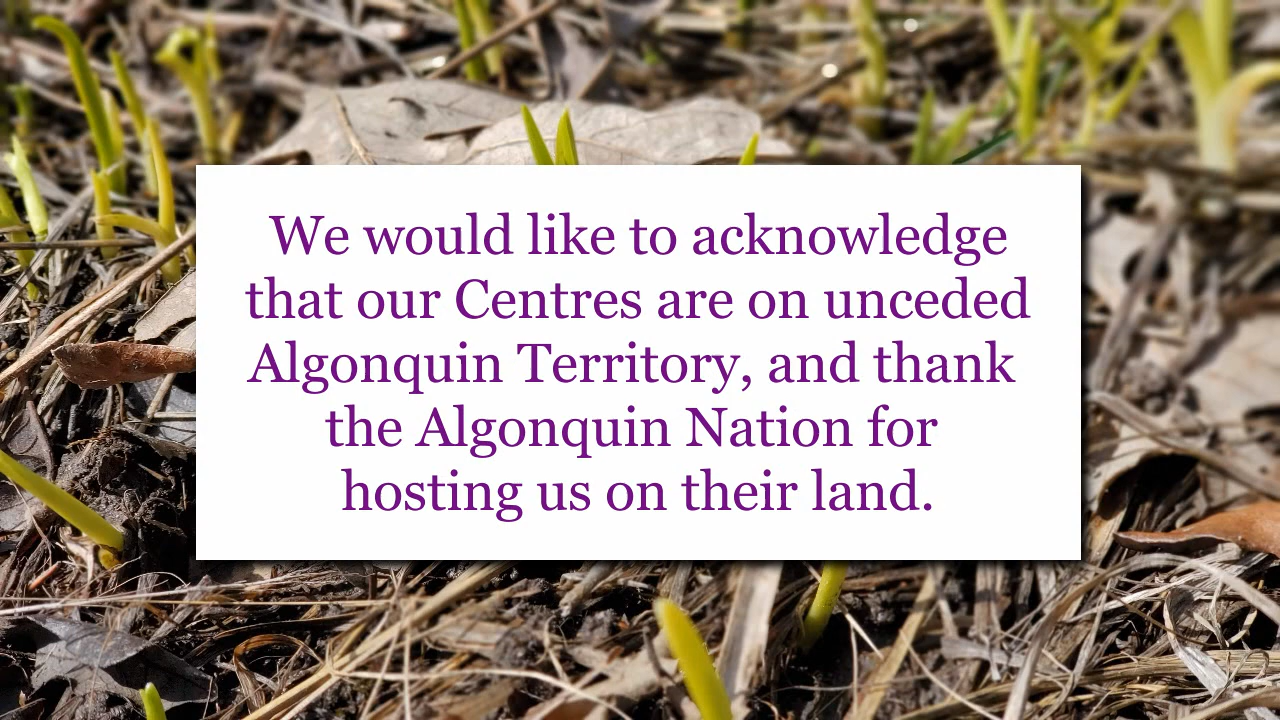 We would like to acknowledge
that our Centres are on unceded
Algonquin Territory, and thank
the Algonquin Nation for
hosting us on their land.